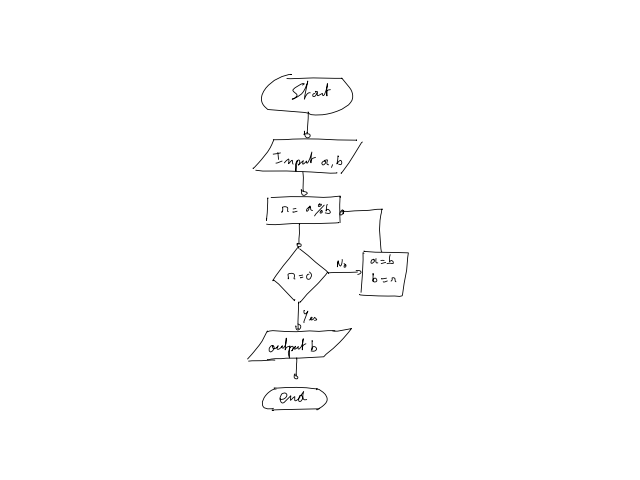 Start
Input a, b
r = a % b
r = 0
No
a = b
b = r
Yes
output b
end